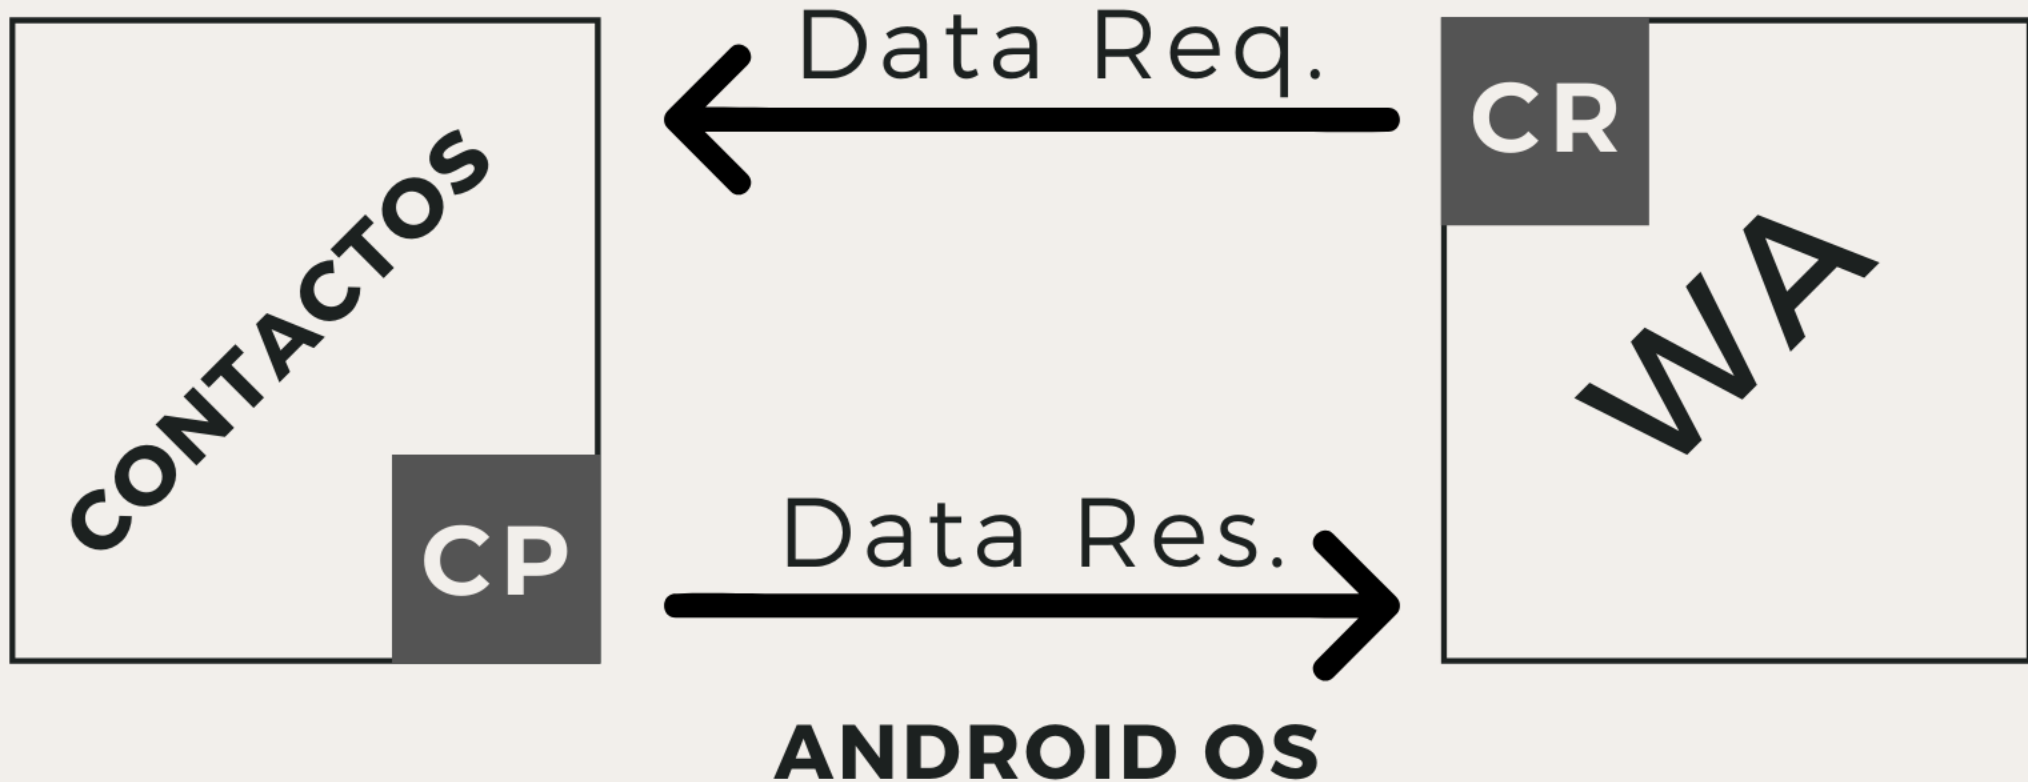 Data Req.
CR
CONTACTOS
WA
CP
Data Res.
ANDROID OS